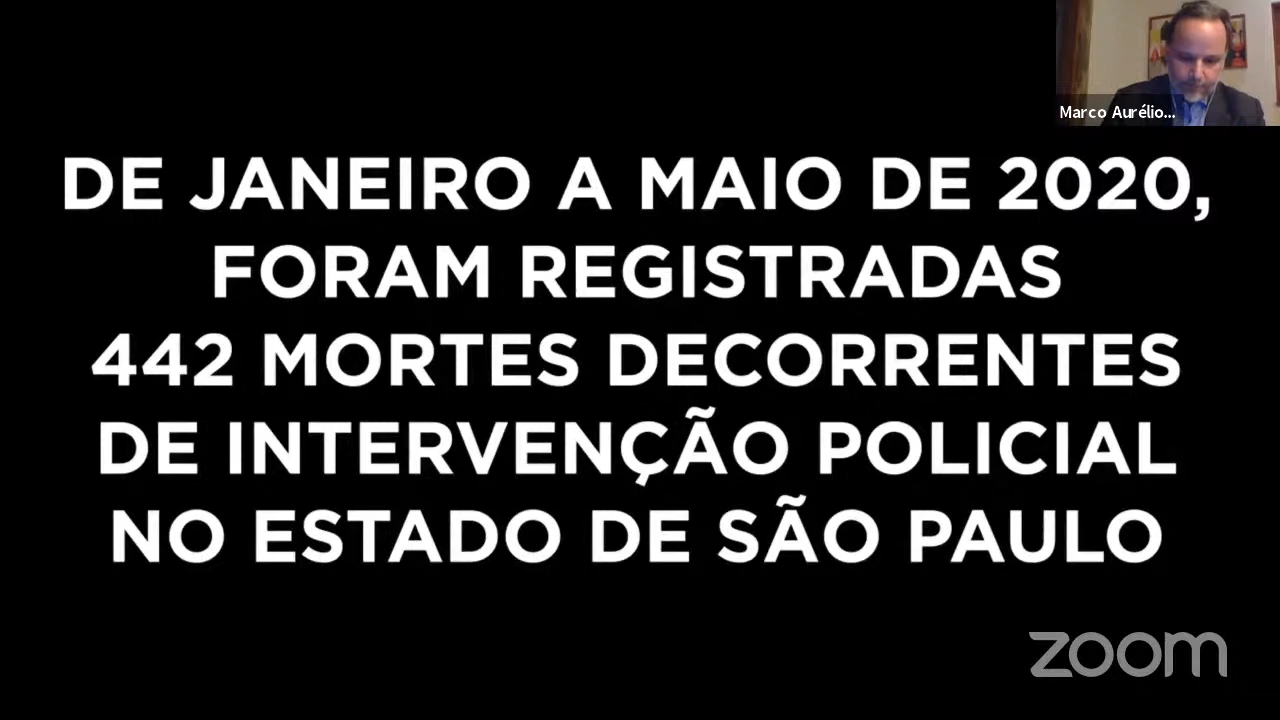 Marco Aurélio...
DE JANEIRO A MAIO DE 2020,
FORAM REGISTRADAS
442 MORTES DECORRENTES
DE INTERVENÇÃO POLICIAL
NO ESTADO DE SÃO PAULO
zoom